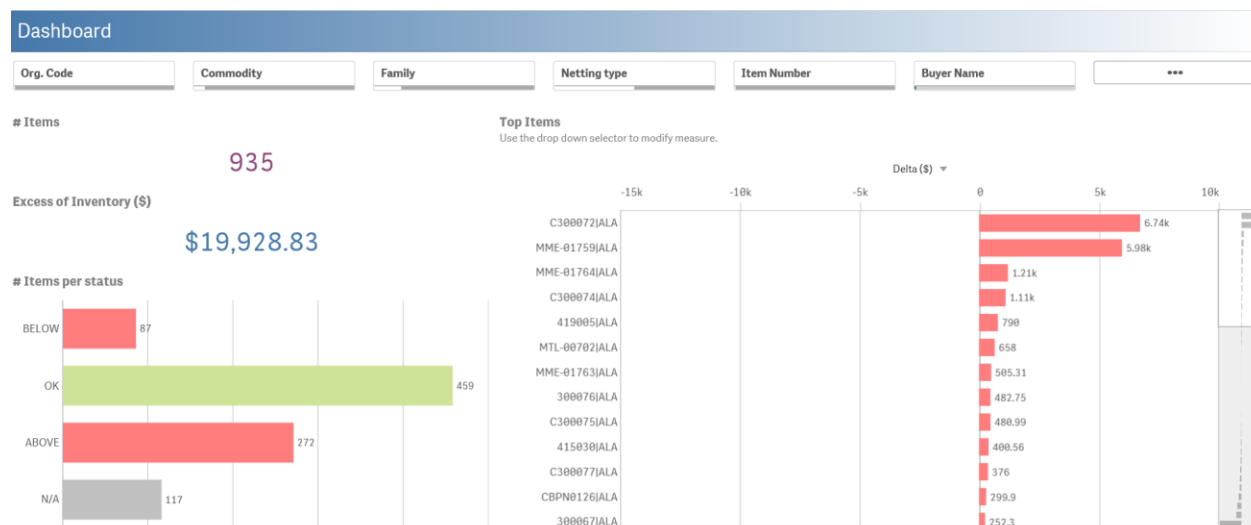 Dashboard
Org. Code
Commodity
Family
Netting type
Item Number
Buyer Name
•••
# Items
935
Excess of Inventory ($)
$19,928.83
# Items per status
BELOW 87
OK 459
ABOVE 272
N/A 117
Top Items
Use the drop down selector to modify measure.
Delta ($)
-15k -10k -5k 0 5k 10k
C300072|ALA 6.74k
MME-01759|ALA 5.98k
MME-01764|ALA 1.21k
C300074|ALA 1.11k
419005|ALA 790
MTL-00702|ALA 658
MME-01763|ALA 505.31
300076|ALA 482.75
C300075|ALA 480.99
415030|ALA 400.56
C300077|ALA 376
CBPN0126|ALA 299.9
300067|ALA 252.3